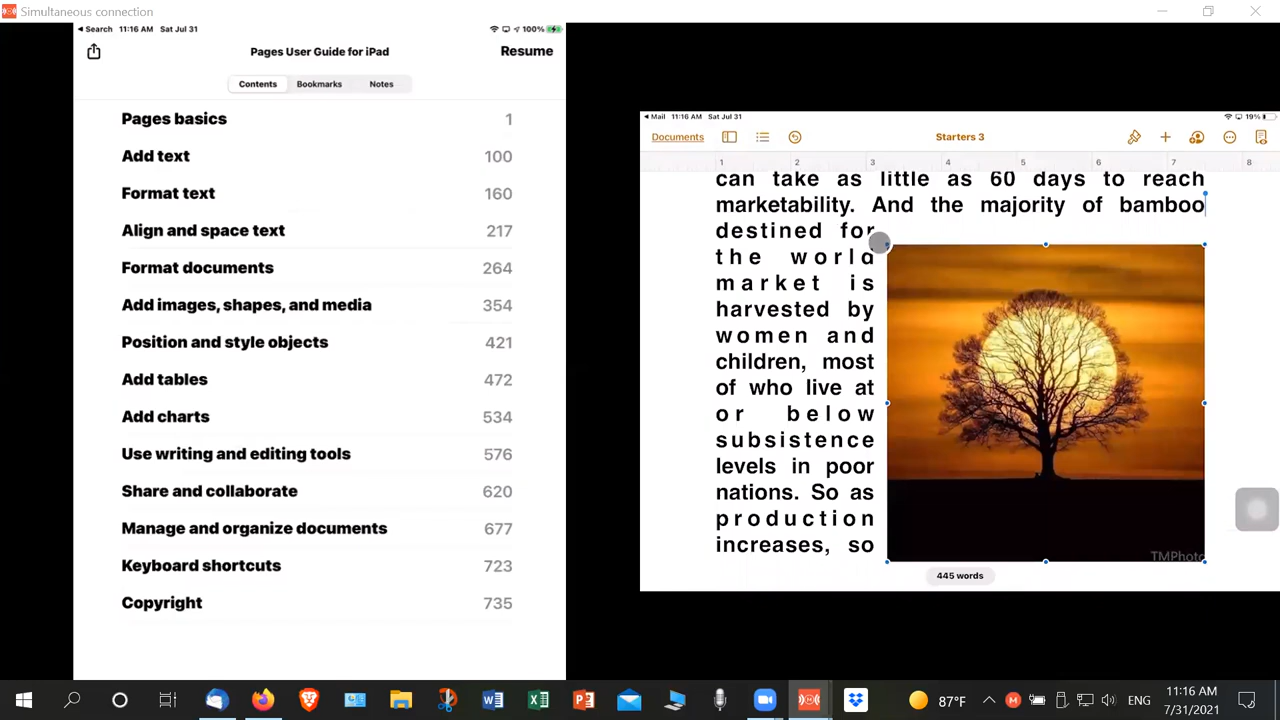 Simultaneous connection
Search 11:16 AM Sat Jul 31
100%
Pages User Guide for iPad
Resume
Contents Bookmarks Notes
Pages basics 1
Add text 100
Format text 160
Align and space text 217
Format documents 264
Add images, shapes, and media 354
Position and style objects 421
Add tables 472
Add charts 534
Use writing and editing tools 576
Share and collaborate 620
Manage and organize documents 677
Keyboard shortcuts 723
Copyright 735
Mail 11:16 AM Sat Jul 31
19%
Documents
Starters 3
1 2 3 4 5 6 7 8
can take as little as 60 days to reach
marketability. And the majority of bamboo
destined for
the world
market is
harvested by
women and
children, most
of who live at
or below
subsistence
levels in poor
nations. So as
production
increases, so
TMPhoto
445 words
87°F
ENG
11:16 AM
7/31/2021